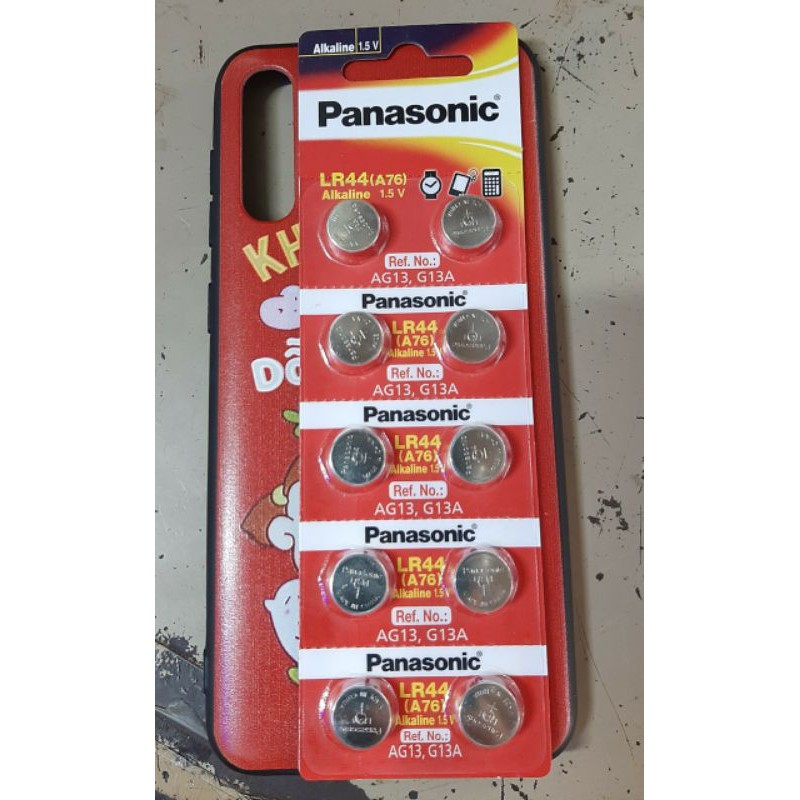 Alkaline 1.5 V
Panasonic
LR44 (A76)
Alkaline 1.5 V
Ref. No.:
AG13, G13A
Panasonic
LR44
(A76)
Alkaline 1.5
Ref. No.:
AG13, G13A
Panasonic
LR44
(A76)
Alkaline 1.5
Ref. No.:
AG13, G13A
Panasonic
LR44
(A76)
Alkaline 1.5
Panasonic
LR44
Ref. No.:
AG13, G13A
Panasonic
LR44
(A76)
Alkaline 1.5 V
Ref. No.:
AG13, G13A
KH